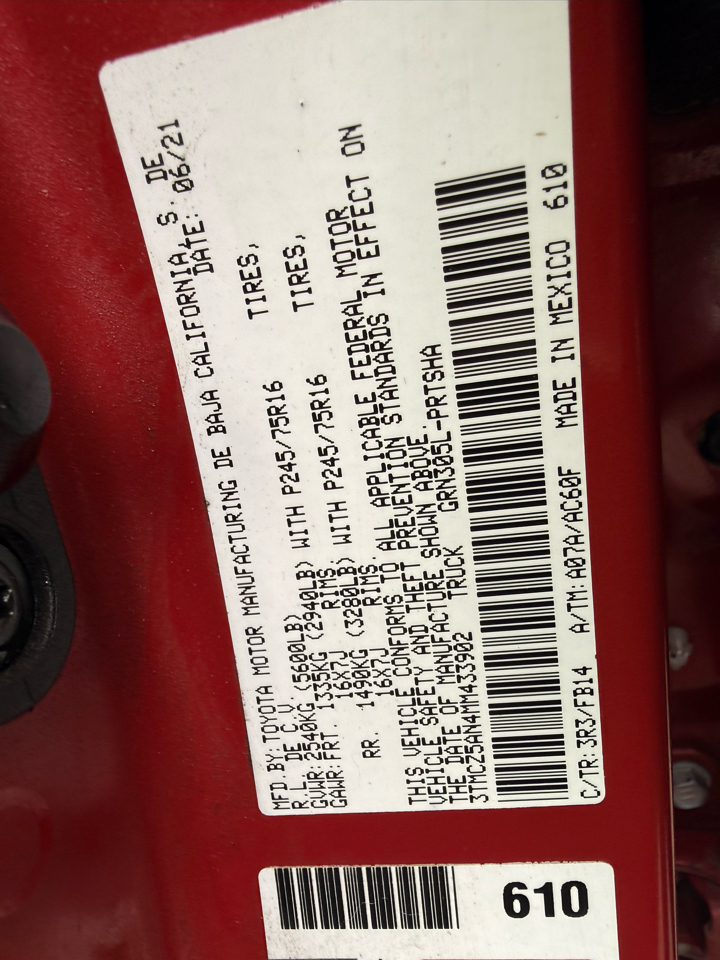 MFD. BY: TOYOTA MOTOR MANUFACTURING DE BAJA CALIFORNIA, S. DE
R.L. DE C.V. DATE: 06/21
GVWR: 2540KG (5600LB)
GAWR: FRT. 1335KG (2940LB) WITH P245/75R16 TIRES,
16X7J RIMS,
RR. 1490KG (3280LB) WITH P245/75R16 TIRES,
16X7J RIMS.
THIS VEHICLE CONFORMS TO ALL APPLICABLE FEDERAL MOTOR
VEHICLE SAFETY AND THEFT PREVENTION STANDARDS IN EFFECT ON
THE DATE OF MANUFACTURE SHOWN ABOVE.
3TMCZ5AN4MM433902 TRUCK GRN305L-PRTSHA
C/TR: 3R3/FB14 A/TM: A07A/AC60F MADE IN MEXICO 610
610